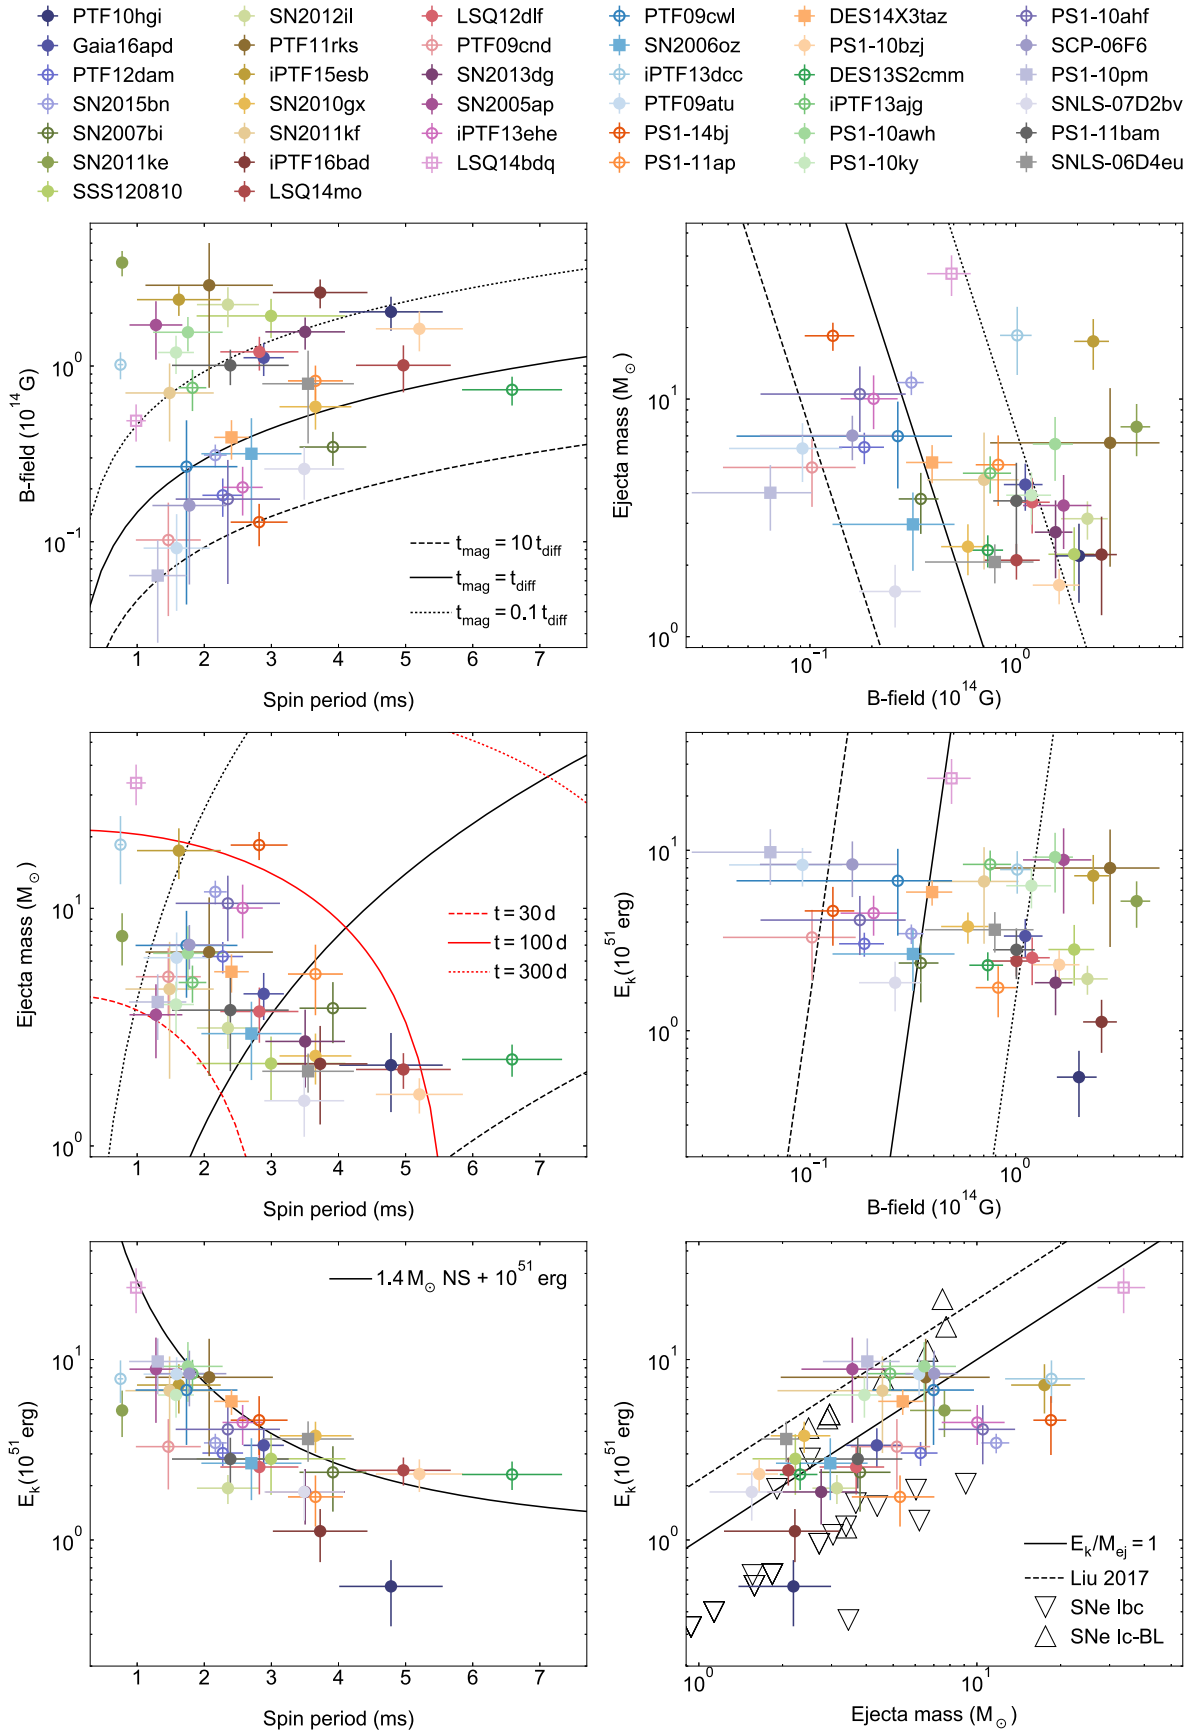 PTF10hgi SN2012il LSQ12dlf PTF09cwl DES14X3taz PS1-10ahf
Gaia16apd PTF11rks PTF09cnd SN2006oz PS1-10bzj SCP-06F6
PTF12dam iPTF15esb SN2013dg iPTF13dcc DES13S2cmm PS1-10pm
SN2015bn SN2010gx SN2005ap PTF09atu iPTF13ajg SNLS-07D2bv
SN2007bi SN2011kf iPTF13ehe PS1-14bj PS1-10awh PS1-11bam
SN2011ke iPTF16bad LSQ14bdq PS1-11ap PS1-10ky SNLS-06D4eu
SSS120810 LSQ14mo
B-field (10^14 G)
10^0
10^-1
t_mag = 10 t_diff
t_mag = t_diff
t_mag = 0.1 t_diff
1 2 3 4 5 6 7
Spin period (ms)
Ejecta mass (M⊙)
10^1
10^0
10^-1 10^0
B-field (10^14 G)
Ejecta mass (M⊙)
10^1
10^0
t = 30 d
t = 100 d
t = 300 d
1 2 3 4 5 6 7
Spin period (ms)
E_k (10^51 erg)
10^1
10^0
10^-1 10^0
B-field (10^14 G)
E_k (10^51 erg)
10^1
10^0
1.4 M⊙ NS + 10^51 erg
1 2 3 4 5 6 7
Spin period (ms)
E_k (10^51 erg)
10^1
10^0
E_k/M_ej = 1
Liu 2017
SNe Ibc
SNe Ic-BL
10^0 10^1
Ejecta mass (M⊙)